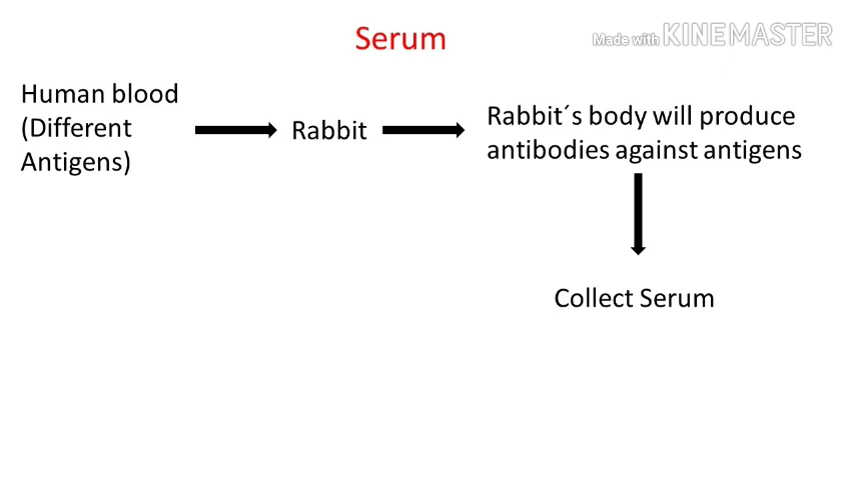 Serum
Made with KINEMASTER
Human blood
(Different
Antigens)
Rabbit
Rabbit´s body will produce
antibodies against antigens
Collect Serum